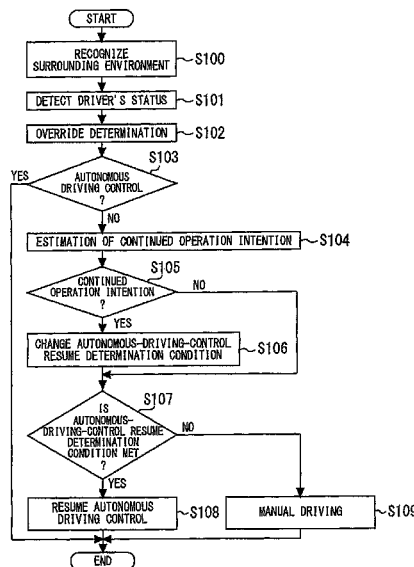 START
RECOGNIZE
SURROUNDING ENVIRONMENT
S100
DETECT DRIVER'S STATUS
S101
OVERRIDE DETERMINATION
S102
S103
YES
AUTONOMOUS
DRIVING CONTROL
?
NO
ESTIMATION OF CONTINUED OPERATION INTENTION
S104
S105
CONTINUED
OPERATION INTENTION
?
NO
YES
CHANGE AUTONOMOUS-DRIVING-CONTROL
RESUME DETERMINATION CONDITION
S106
S107
IS
AUTONOMOUS-
DRIVING-CONTROL RESUME
DETERMINATION
CONDITION MET
?
NO
YES
RESUME AUTONOMOUS
DRIVING CONTROL
S108
MANUAL DRIVING
S109
END